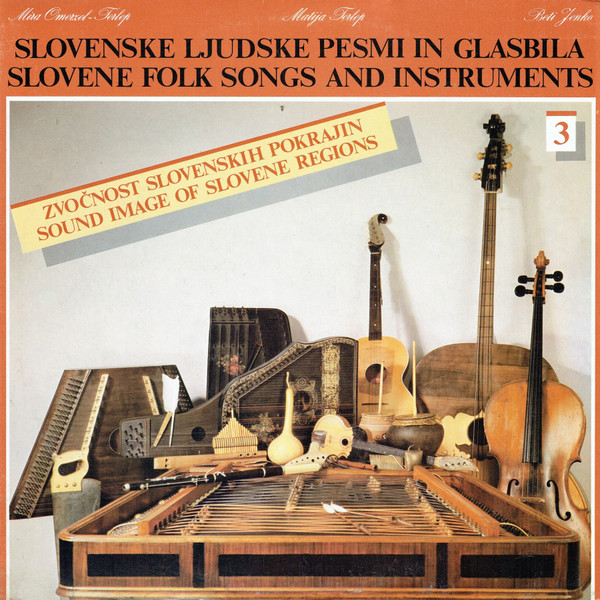 Mira Omerzel-Terlep Matija Terlep Beti Jenko
SLOVENSKE LJUDSKE PESMI IN GLASBILA
SLOVENE FOLK SONGS AND INSTRUMENTS
3
ZVOČNOST SLOVENSKIH POKRAJIN
SOUND IMAGE OF SLOVENE REGIONS